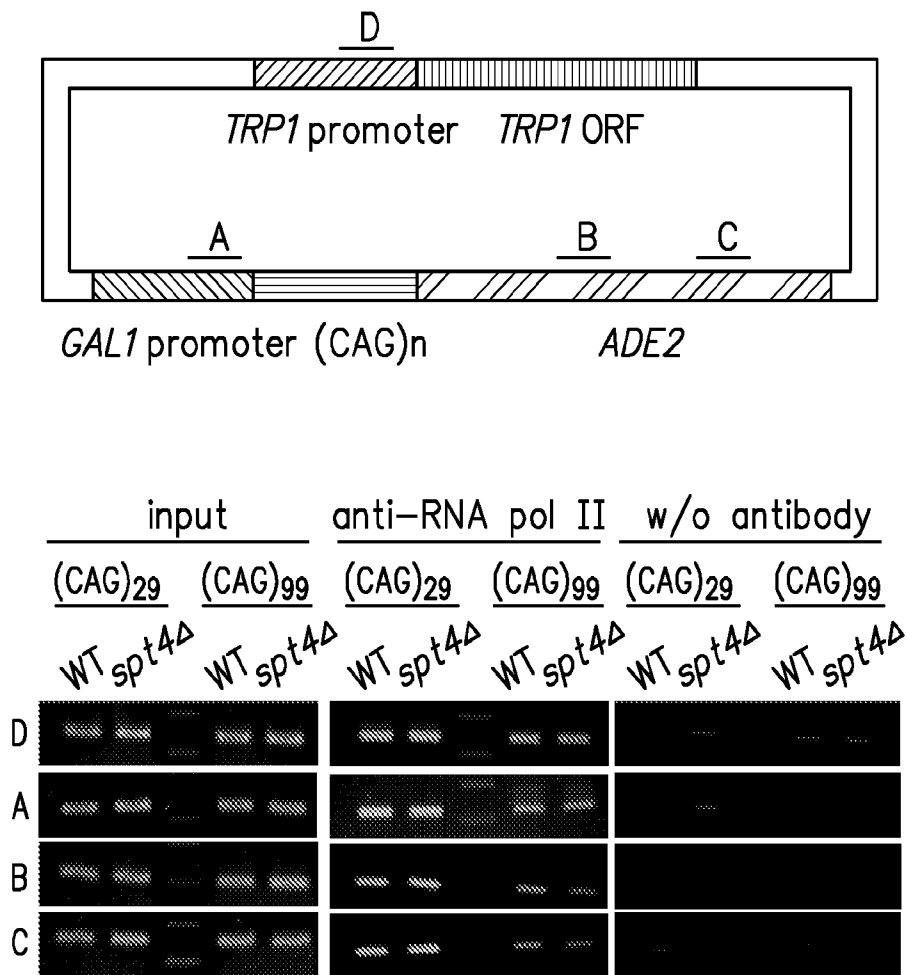 D
TRP1 promoter TRP1 ORF
A B C
GAL1 promoter (CAG)n ADE2
input anti-RNA pol II w/o antibody
(CAG)29 (CAG)99 (CAG)29 (CAG)99 (CAG)29 (CAG)99
WT spt4Δ WT spt4Δ WT spt4Δ WT spt4Δ WT spt4Δ WT spt4Δ
D
A
B
C